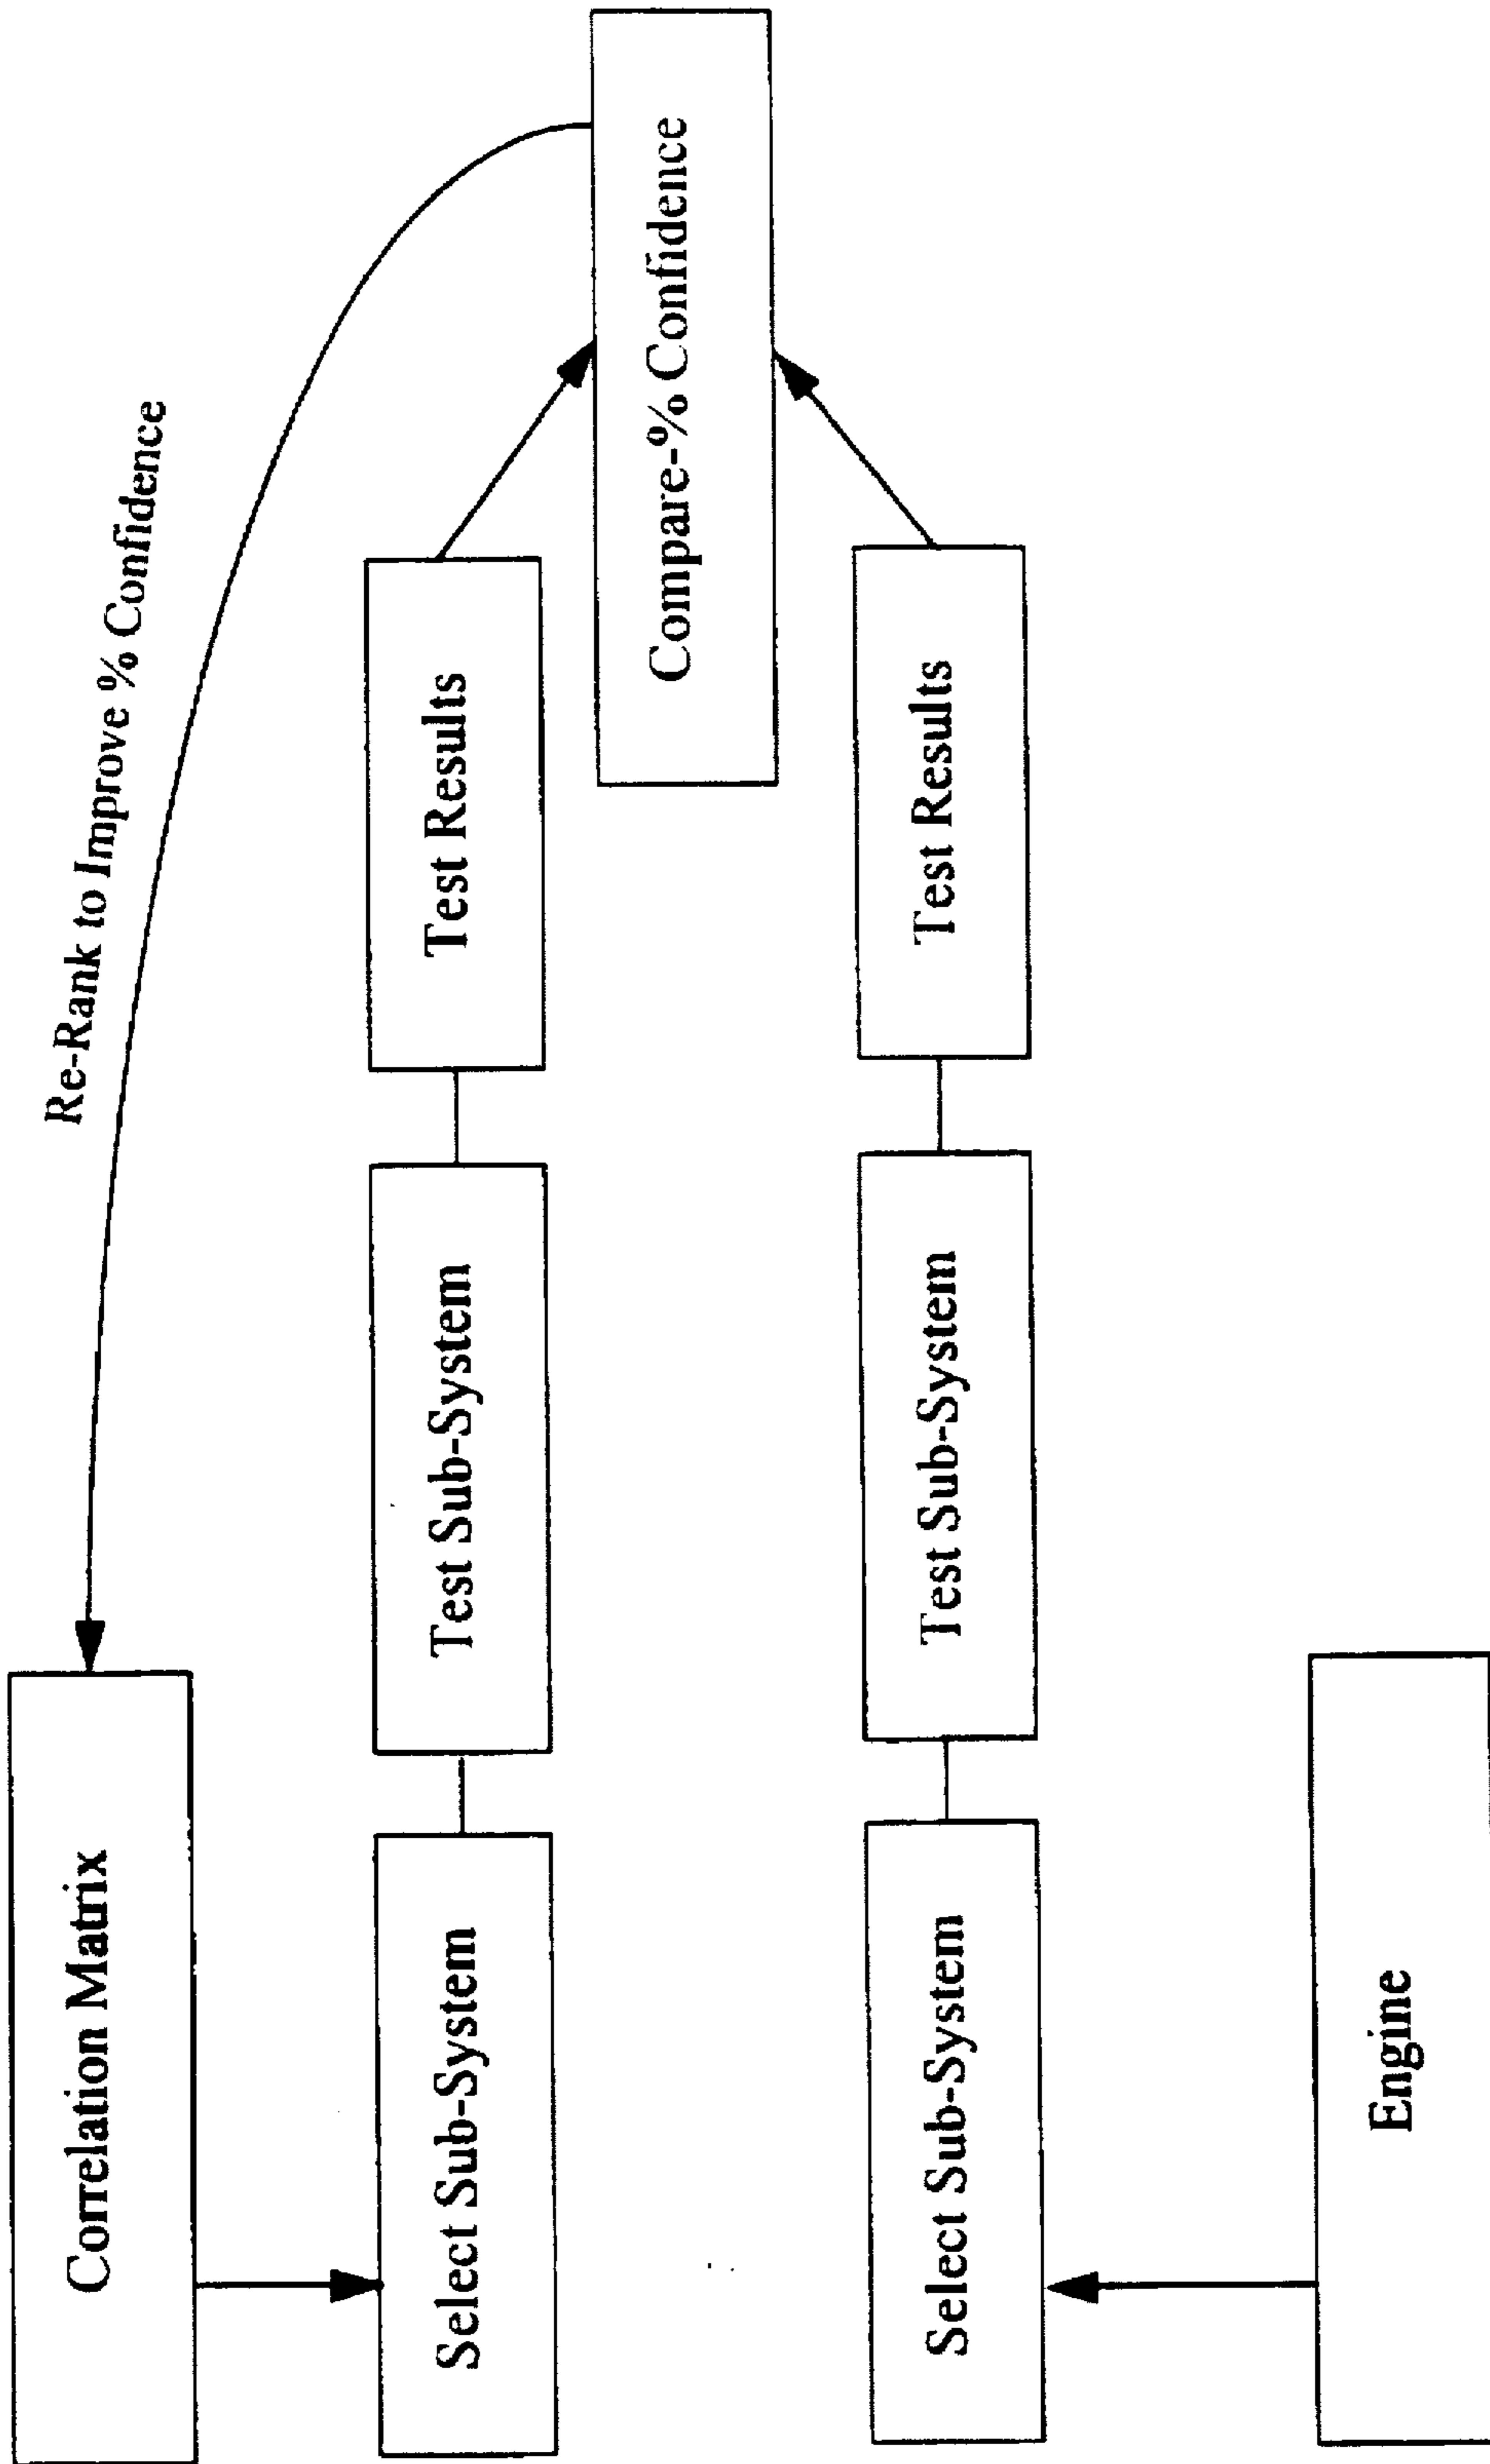 Correlation Matrix
Re-Rank to Improve % Confidence
Select Sub-System
Test Sub-System
Test Results
Compare-% Confidence
Select Sub-System
Test Sub-System
Test Results
Engine